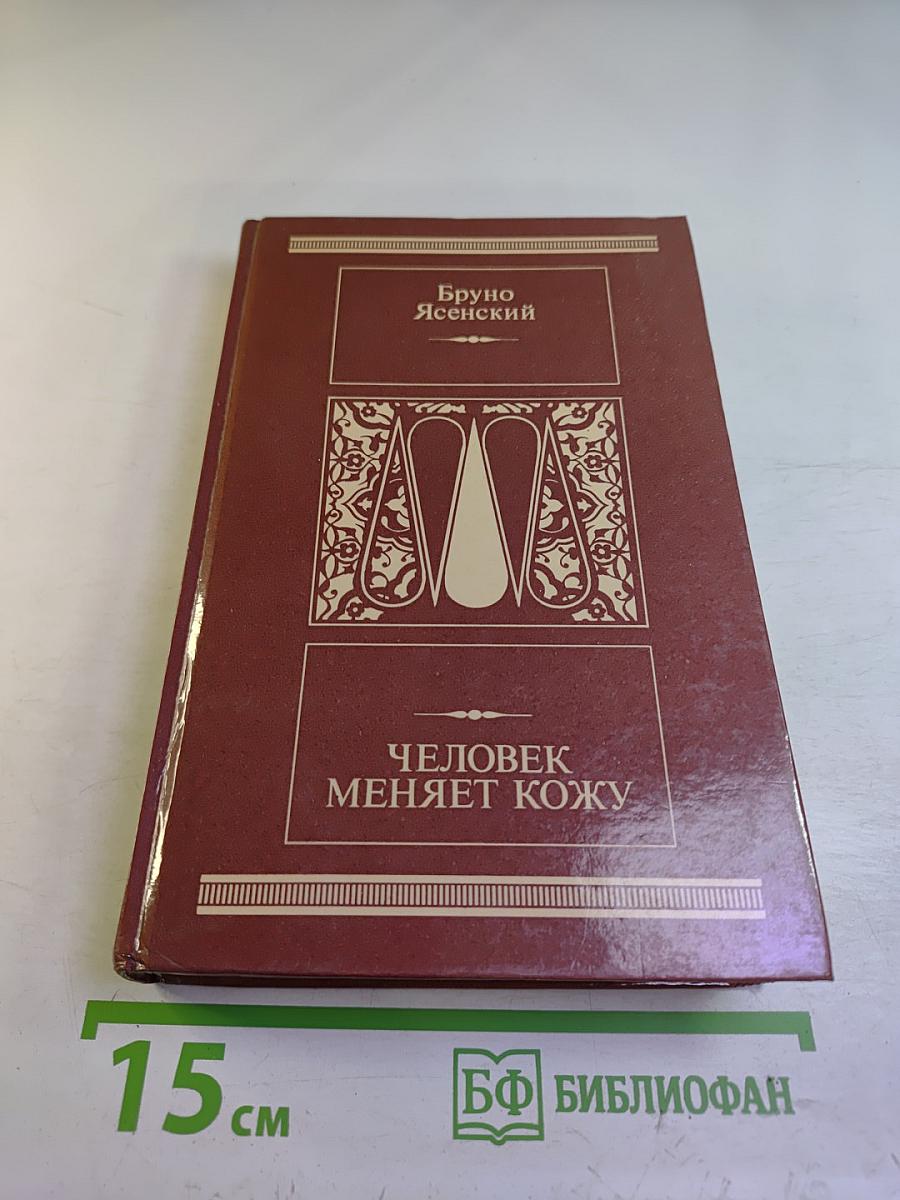 Бруно
Ясенский
ЧЕЛОВЕК
МЕНЯЕТ КОЖУ
15 см
БФ БИБЛИОФАН